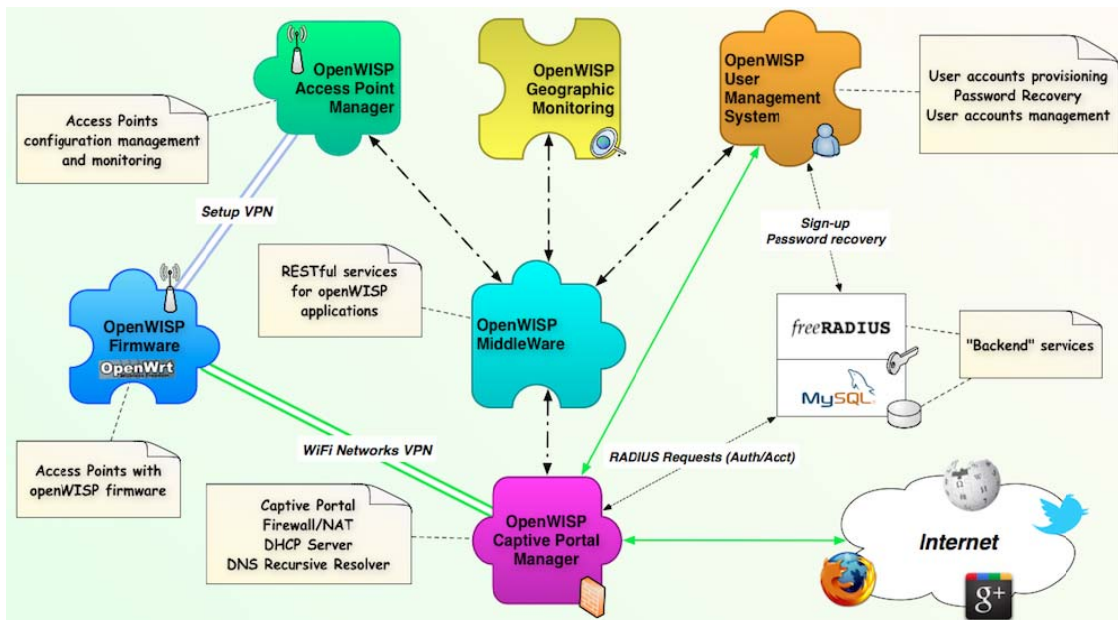 OpenWISP
Access Point
Manager
OpenWISP
Geographic
Monitoring
OpenWISP
User
Management
System
User accounts provisioning
Password Recovery
User accounts management
Access Points
configuration management
and monitoring
Setup VPN
Sign-up
Password recovery
RESTful services
for openWISP
applications
OpenWISP
Firmware
OpenWrt
OpenWISP
MiddleWare
freeRADIUS
MySQL
"Backend" services
WiFi Networks VPN
RADIUS Requests (Auth/Acct)
Access Points with
openWISP firmware
Captive Portal
Firewall/NAT
DHCP Server
DNS Recursive Resolver
OpenWISP
Captive Portal
Manager
Internet
g+